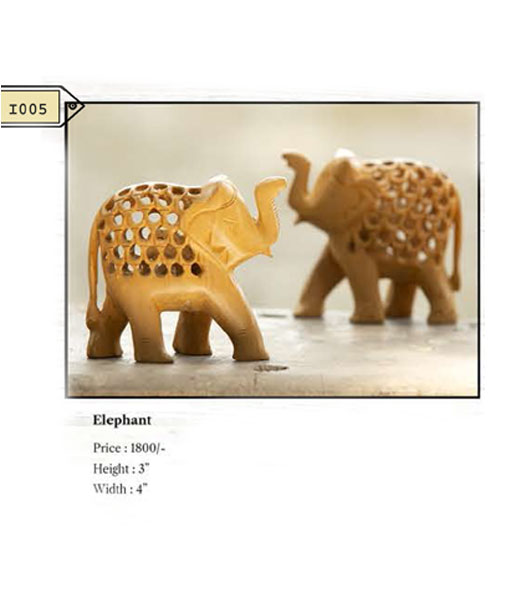 I005
Elephant
Price : 1800/-
Height : 3”
Width : 4”